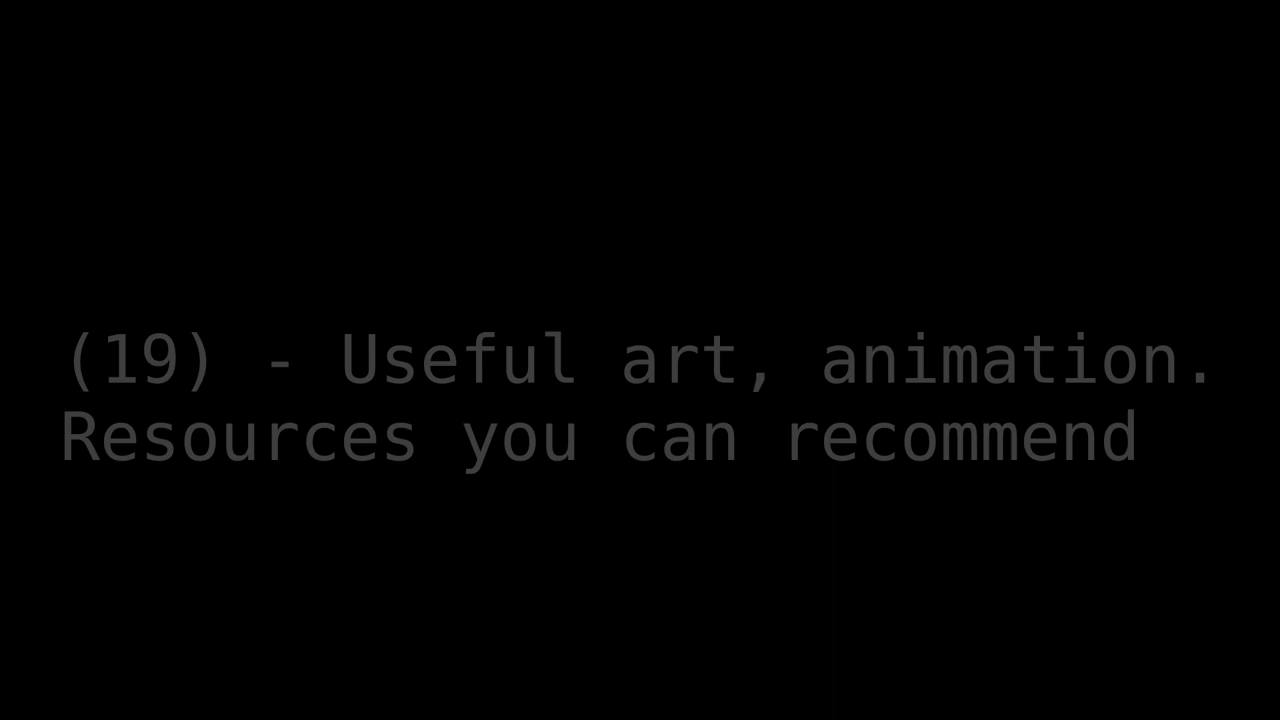 (19) - Useful art, animation.
Resources you can recommend